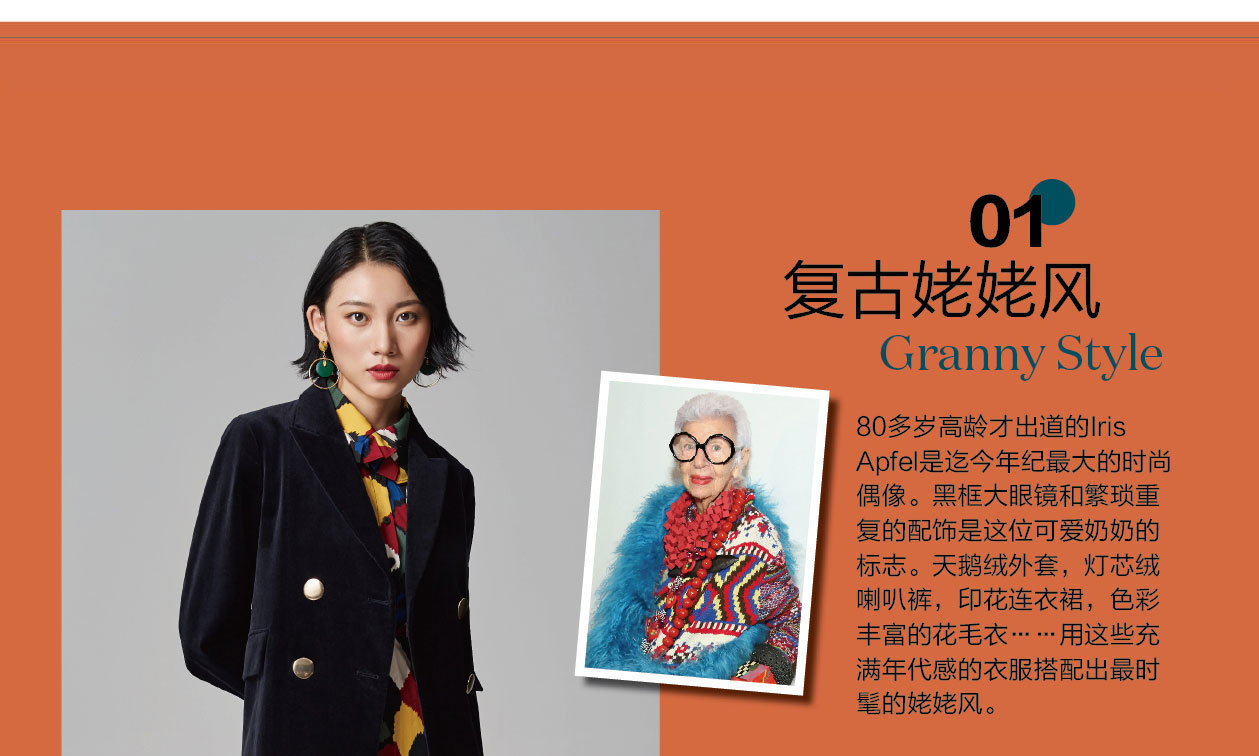 01
复古姥姥风
Granny Style
80多岁高龄才出道的Iris
Apfel是迄今年纪最大的时尚
偶像。黑框大眼镜和繁琐重
复的配饰是这位可爱奶奶的
标志。天鹅绒外套，灯芯绒
喇叭裤，印花连衣裙，色彩
丰富的花毛衣……用这些充
满年代感的衣服搭配出最时
髦的姥姥风。